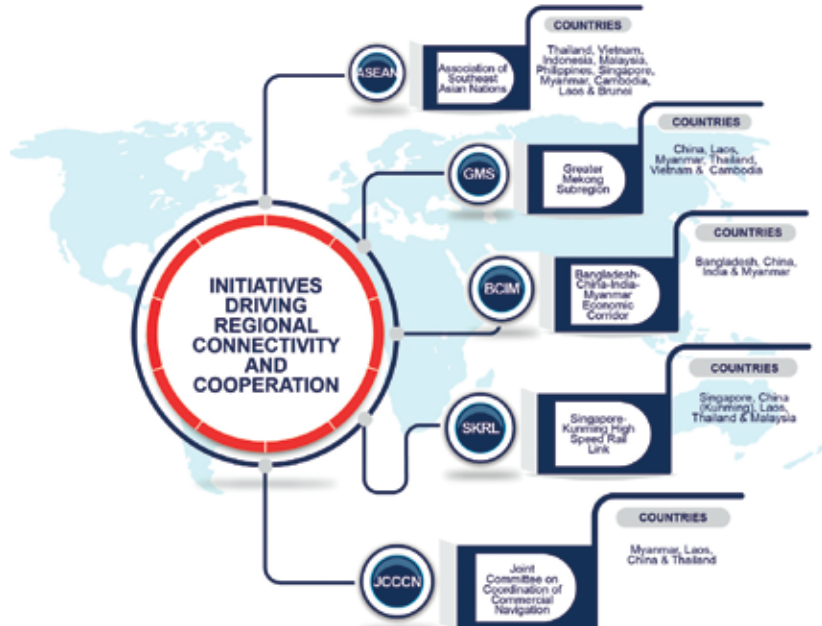 INITIATIVES
DRIVING
REGIONAL
CONNECTIVITY
AND
COOPERATION
ASEAN
Association of
Southeast
Asian Nations
COUNTRIES
Thailand, Vietnam,
Indonesia, Malaysia,
Philippines, Singapore,
Myanmar, Cambodia,
Laos & Brunei
GMS
Greater
Mekong
Subregion
COUNTRIES
China, Laos,
Myanmar, Thailand,
Vietnam & Cambodia
BCIM
Bangladesh-
China-India-
Myanmar
Economic
Corridor
COUNTRIES
Bangladesh, China,
India & Myanmar
SKRL
Singapore-
Kunming High
Speed Rail
Link
COUNTRIES
Singapore, China
(Kunming), Laos,
Thailand & Malaysia
JCCCN
Joint
Committee on
Coordination of
Commercial
Navigation
COUNTRIES
Myanmar, Laos,
China & Thailand